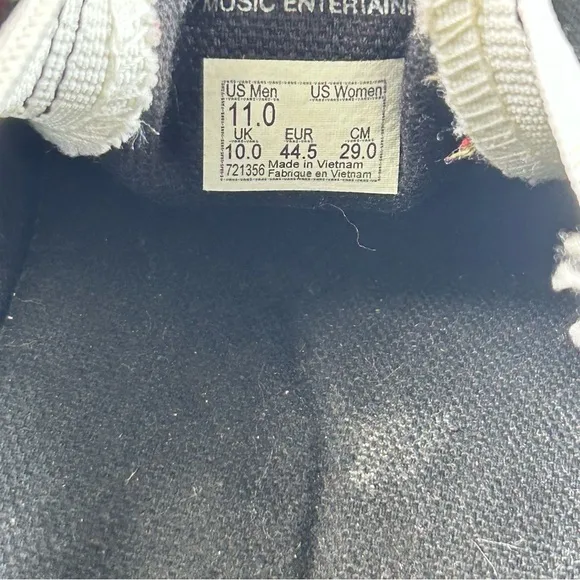 MUSIC ENTERTAIN
US Men US Women
11.0
UK EUR CM
10.0 44.5 29.0
721356 Made in Vietnam
Fabriqué en Vietnam